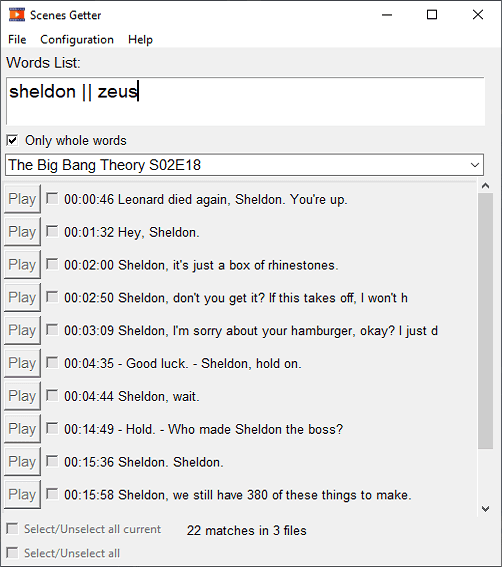 Scenes Getter
File Configuration Help
Words List:
sheldon || zeus
Only whole words
The Big Bang Theory S02E18
Play 00:00:46 Leonard died again, Sheldon. You're up.
Play 00:01:32 Hey, Sheldon.
Play 00:02:00 Sheldon, it's just a box of rhinestones.
Play 00:02:50 Sheldon, don't you get it? If this takes off, I won't h
Play 00:03:09 Sheldon, I'm sorry about your hamburger, okay? I just d
Play 00:04:35 - Good luck. - Sheldon, hold on.
Play 00:04:44 Sheldon, wait.
Play 00:14:49 - Hold. - Who made Sheldon the boss?
Play 00:15:36 Sheldon. Sheldon.
Play 00:15:58 Sheldon, we still have 380 of these things to make.
Select/Unselect all current 22 matches in 3 files
Select/Unselect all